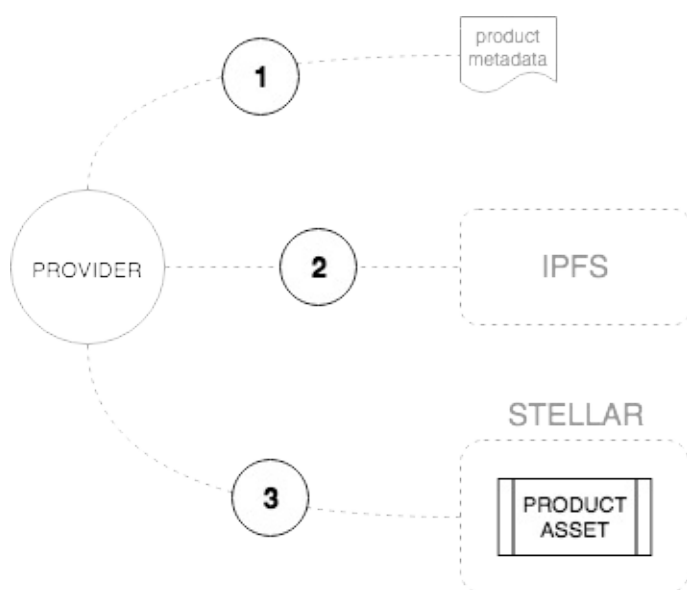 product
metadata
1
PROVIDER
2
IPFS
STELLAR
3
PRODUCT
ASSET